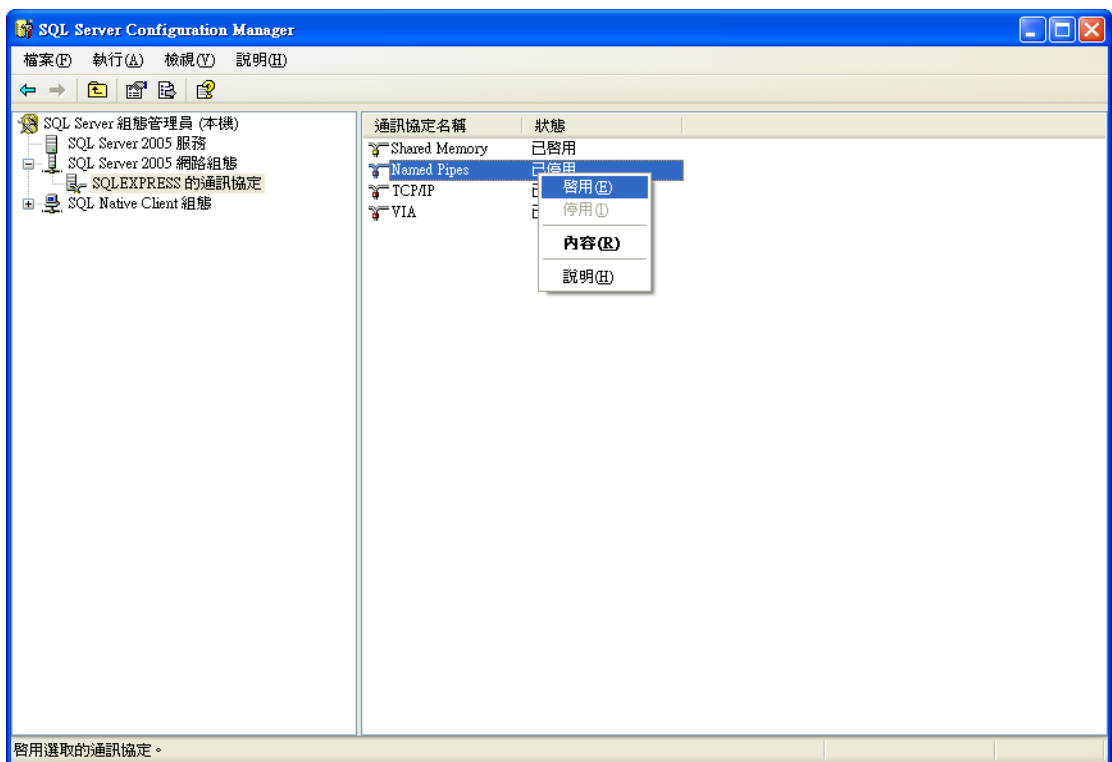 SQL Server Configuration Manager
檔案(F) 執行(A) 檢視(V) 說明(H)
SQL Server 組態管理員 (本機)
SQL Server 2005 服務
SQL Server 2005 網路組態
SQLEXPRESS 的通訊協定
SQL Native Client 組態
通訊協定名稱 狀態
Shared Memory 已啓用
Named Pipes 已停用
TCP/IP
VIA
啓用(E)
停用(I)
內容(R)
說明(H)
啓用選取的通訊協定。